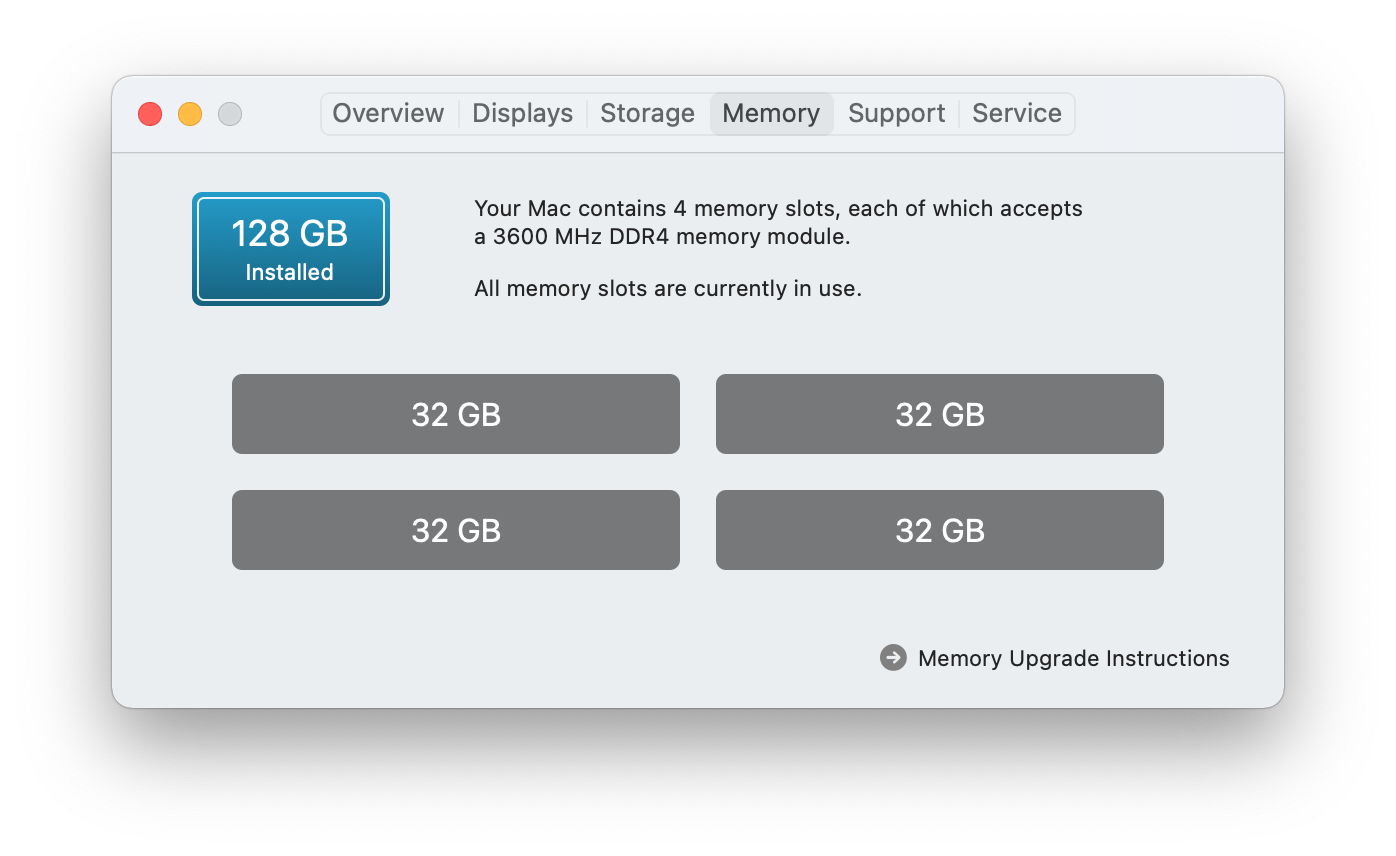 Overview Displays Storage Memory Support Service
128 GB
Installed
Your Mac contains 4 memory slots, each of which accepts
a 3600 MHz DDR4 memory module.
All memory slots are currently in use.
32 GB 32 GB
32 GB 32 GB
Memory Upgrade Instructions